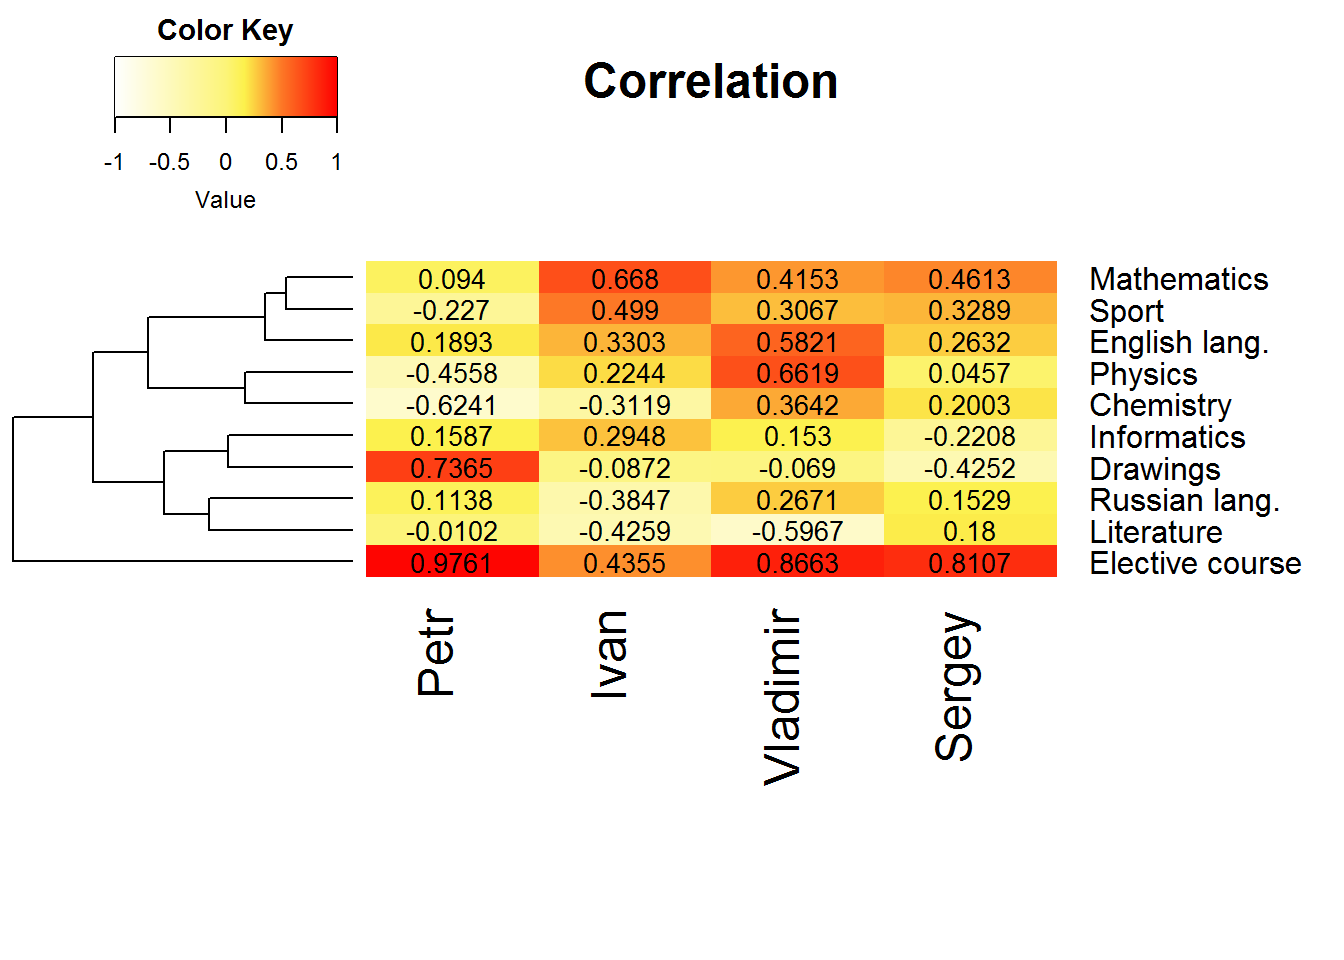 Color Key
Correlation
-1 -0.5 0 0.5 1
Value
0.094 0.668 0.4153 0.4613 Mathematics
-0.227 0.499 0.3067 0.3289 Sport
0.1893 0.3303 0.5821 0.2632 English lang.
-0.4558 0.2244 0.6619 0.0457 Physics
-0.6241 -0.3119 0.3642 0.2003 Chemistry
0.1587 0.2948 0.153 -0.2208 Informatics
0.7365 -0.0872 -0.069 -0.4252 Drawings
0.1138 -0.3847 0.2671 0.1529 Russian lang.
-0.0102 -0.4259 -0.5967 0.18 Literature
0.9761 0.4355 0.8663 0.8107 Elective course
Petr
Ivan
Vladimir
Sergey